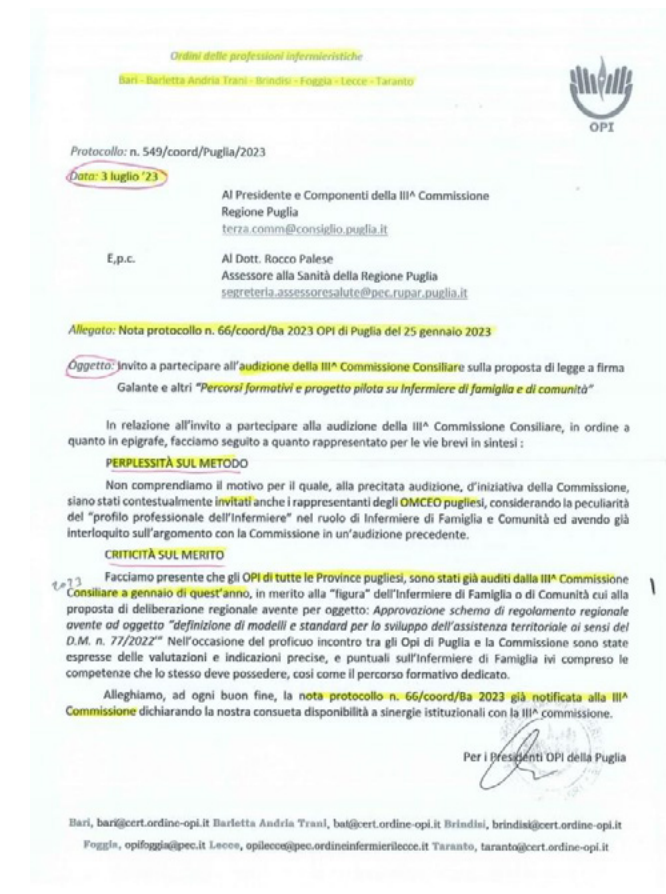 Ordini delle professioni infermieristiche
Bari - Barletta Andria Trani - Brindisi - Foggia - Lecce - Taranto
OPI
Protocollo: n. 549/coord/Puglia/2023
Data: 3 luglio '23
Al Presidente e Componenti della III^ Commissione
Regione Puglia
terza.comm@consiglio.puglia.it
E,p.c.
Al Dott. Rocco Palese
Assessore alla Sanità della Regione Puglia
segreteria.assessoresalute@pec.rupar.puglia.it
Allegato: Nota protocollo n. 66/coord/Ba 2023 OPI di Puglia del 25 gennaio 2023
Oggetto: Invito a partecipare all'audizione della III^ Commissione Consiliare sulla proposta di legge a firma
Galante e altri "Percorsi formativi e progetto pilota su Infermiere di famiglia e di comunità"
In relazione all'invito a partecipare alla audizione della III^ Commissione Consiliare, in ordine a
quanto in epigrafe, facciamo seguito a quanto rappresentato per le vie brevi in sintesi :
PERPLESSITÀ SUL METODO
Non comprendiamo il motivo per il quale, alla precitata audizione, d'iniziativa della Commissione,
siano stati contestualmente invitati anche i rappresentanti degli OMCEO pugliesi, considerando la peculiarità
del "profilo professionale dell'Infermiere" nel ruolo di Infermiere di Famiglia e Comunità ed avendo già
interloquito sull'argomento con la Commissione in un'audizione precedente.
CRITICITÀ SUL MERITO
2023
Facciamo presente che gli OPI di tutte le Province pugliesi, sono stati già auditi dalla III^ Commissione
Consiliare a gennaio di quest'anno, in merito alla "figura" dell'Infermiere di Famiglia o di Comunità cui alla
proposta di deliberazione regionale avente per oggetto: Approvazione schema di regolamento regionale
avente ad oggetto "definizione di modelli e standard per lo sviluppo dell'assistenza territoriale ai sensi del
D.M. n. 77/2022'" Nell'occasione del proficuo incontro tra gli Opi di Puglia e la Commissione sono state
espresse delle valutazioni e indicazioni precise, e puntuali sull'Infermiere di Famiglia ivi compreso le
competenze che lo stesso deve possedere, così come il percorso formativo dedicato.
Alleghiamo, ad ogni buon fine, la nota protocollo n. 66/coord/Ba 2023 già notificata alla III^
Commissione dichiarando la nostra consueta disponibilità a sinergie istituzionali con la III^ commissione.
Per i Presidenti OPI della Puglia
Bari, bari@cert.ordine-opi.it Barletta Andria Trani, bat@cert.ordine-opi.it Brindisi, brindisi@cert.ordine-opi.it
Foggia, opifoggia@pec.it Lecce, opilecce@pec.ordineinfermierilecce.it Taranto, taranto@cert.ordine-opi.it